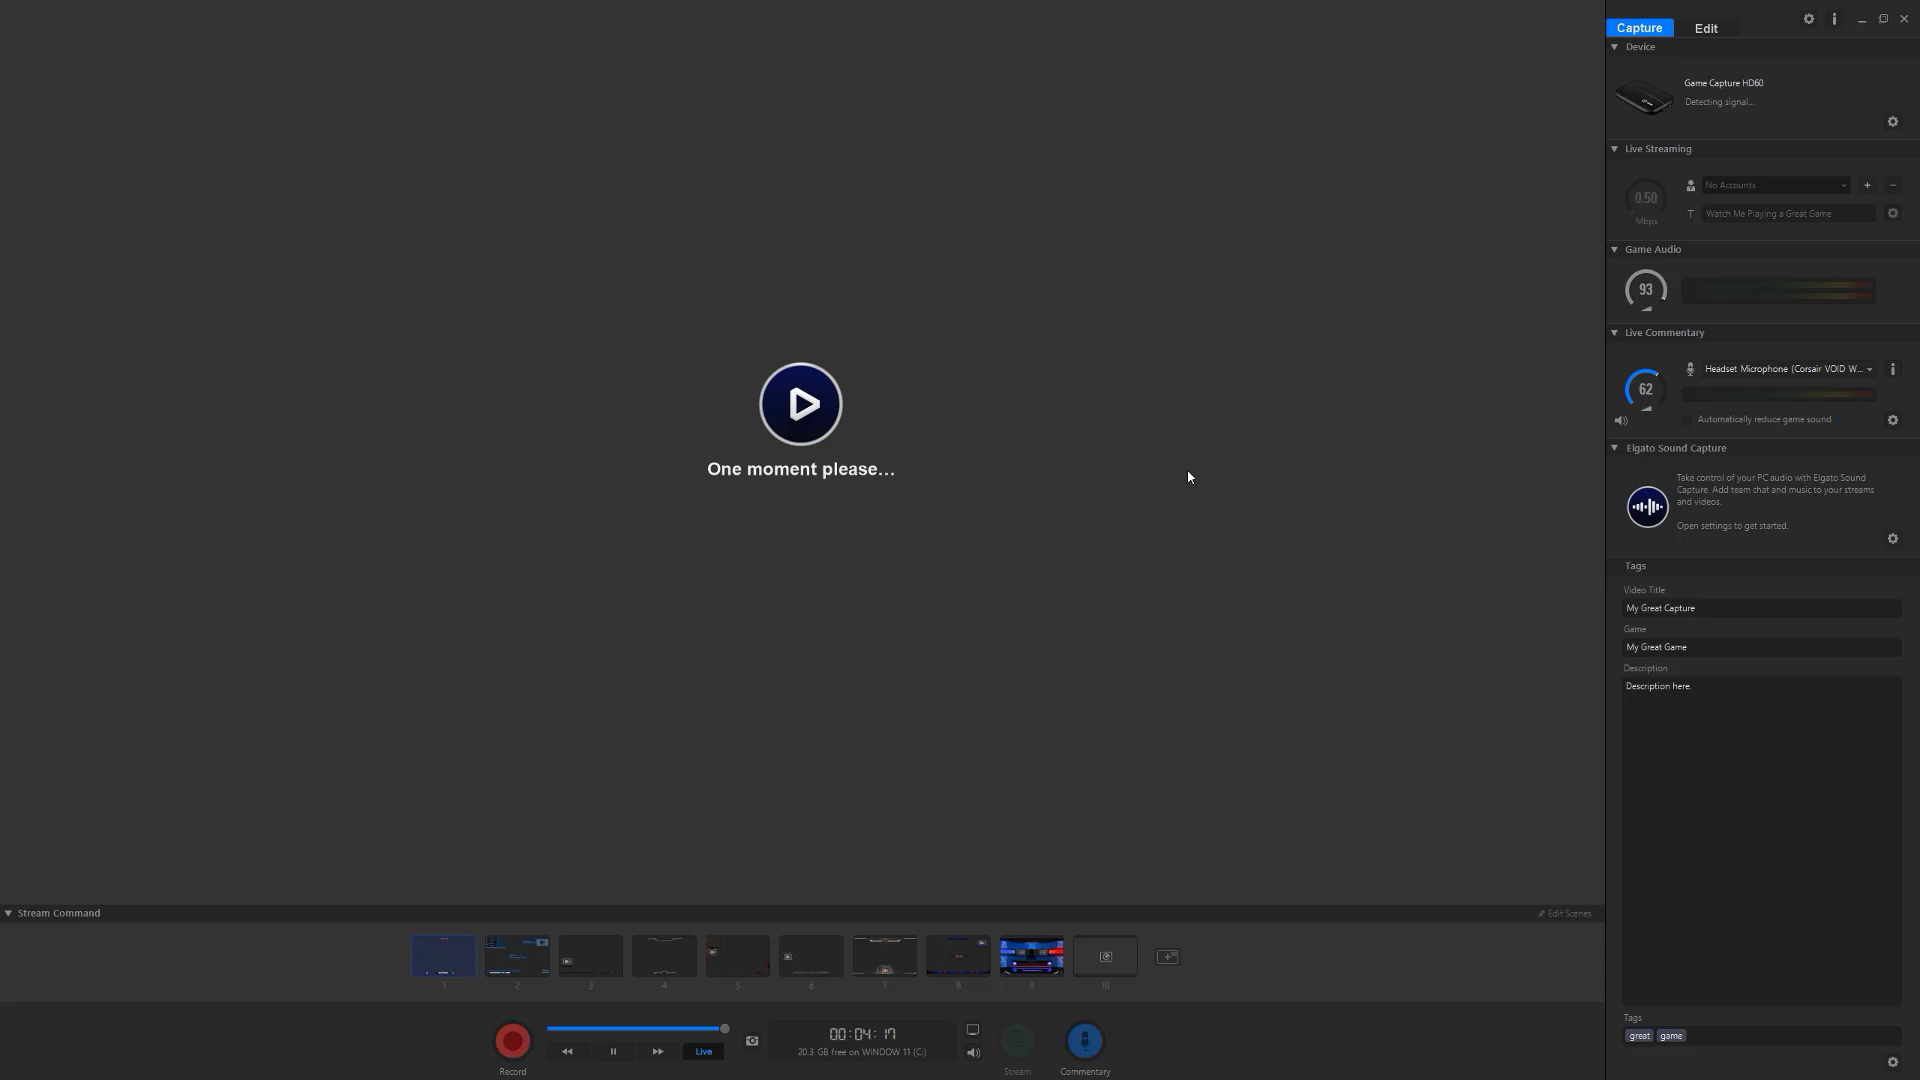 Capture
Edit
Device
Game Capture HD60
Detecting signal...
Live Streaming
0.50
Mbps
No Accounts
T
Watch Me Playing a Great Game
Game Audio
93
Live Commentary
62
Headset Microphone (Corsair VOID W...
Automatically reduce game sound
Elgato Sound Capture
Take control of your PC audio with Elgato Sound
Capture. Add team chat and music to your streams
and videos.
Open settings to get started.
Tags
Video Title
My Great Capture
Game
My Great Game
Description
Description here.
Tags
great game
One moment please...
Stream Command
Edit Scenes
1 2 3 4 5 6 7 8 9 10
Record
Live
00:04:17
20.3 GB free on WINDOW 11 (C:)
Stream
Commentary